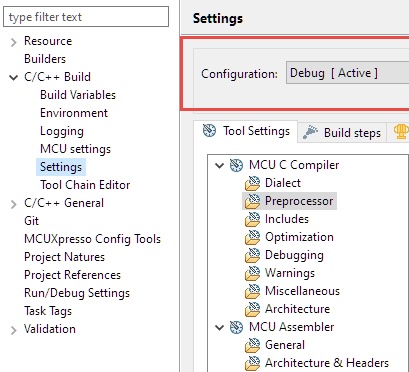 type filter text
Resource
Builders
C/C++ Build
Build Variables
Environment
Logging
MCU settings
Settings
Tool Chain Editor
C/C++ General
Git
MCUXpresso Config Tools
Project Natures
Project References
Run/Debug Settings
Task Tags
Validation
Settings
Configuration: Debug [ Active ]
Tool Settings Build steps
MCU C Compiler
Dialect
Preprocessor
Includes
Optimization
Debugging
Warnings
Miscellaneous
Architecture
MCU Assembler
General
Architecture & Headers